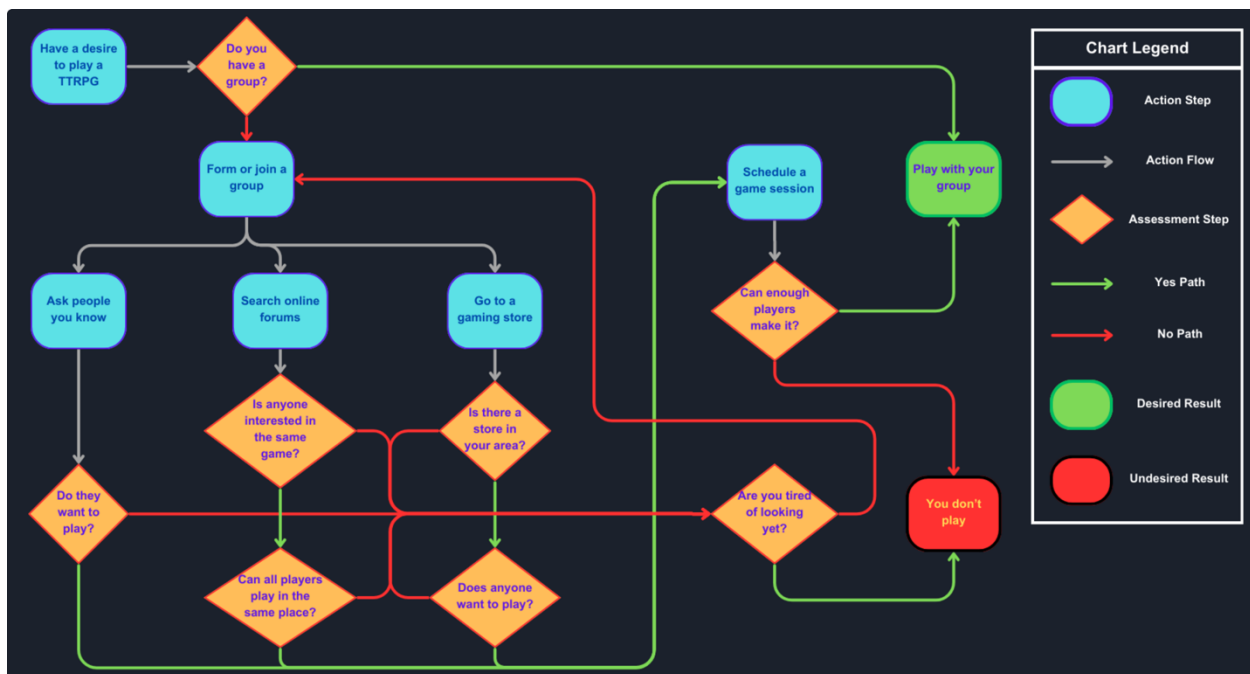 Have a desire
to play a
TTRPG
Do you
have a
group?
Chart Legend
Action Step
Action Flow
Assessment Step
Yes Path
No Path
Desired Result
Undesired Result
Form or join a
group
Schedule a
game session
Play with your
group
Ask people
you know
Search online
forums
Go to a
gaming store
Can enough
players
make it?
Is anyone
interested in
the same
game?
Is there a
store in
your area?
Do they
want to
play?
Are you tired
of looking
yet?
You don't
play
Can all players
play in the
same place?
Does anyone
want to play?